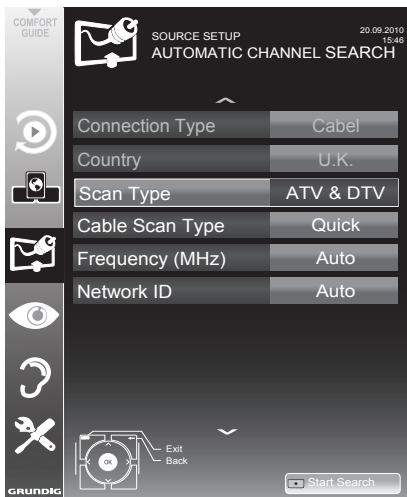 COMFORT
GUIDE
SOURCE SETUP
20.09.2010
15:46
AUTOMATIC CHANNEL SEARCH
Connection Type Cabel
Country U.K.
Scan Type ATV & DTV
Cable Scan Type Quick
Frequency (MHz) Auto
Network ID Auto
OK
Exit
Back
Start Search
GRUNDIG